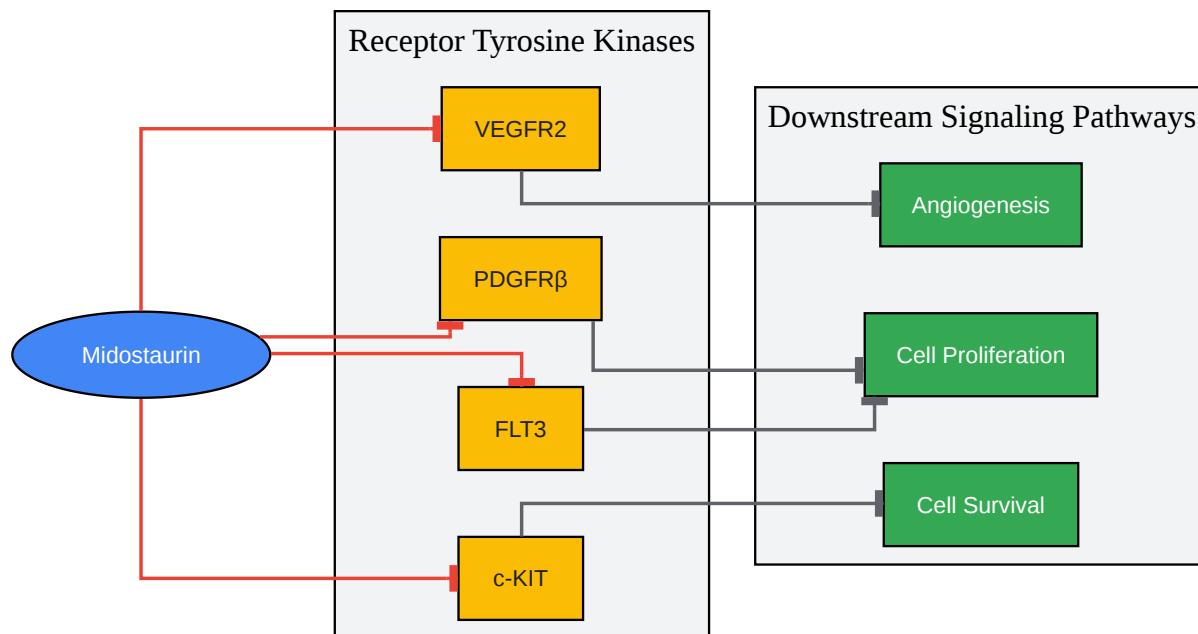 Receptor Tyrosine Kinases
VEGFR2
PDGFRβ
FLT3
c-KIT
Midostaurin
Downstream Signaling Pathways
Angiogenesis
Cell Proliferation
Cell Survival